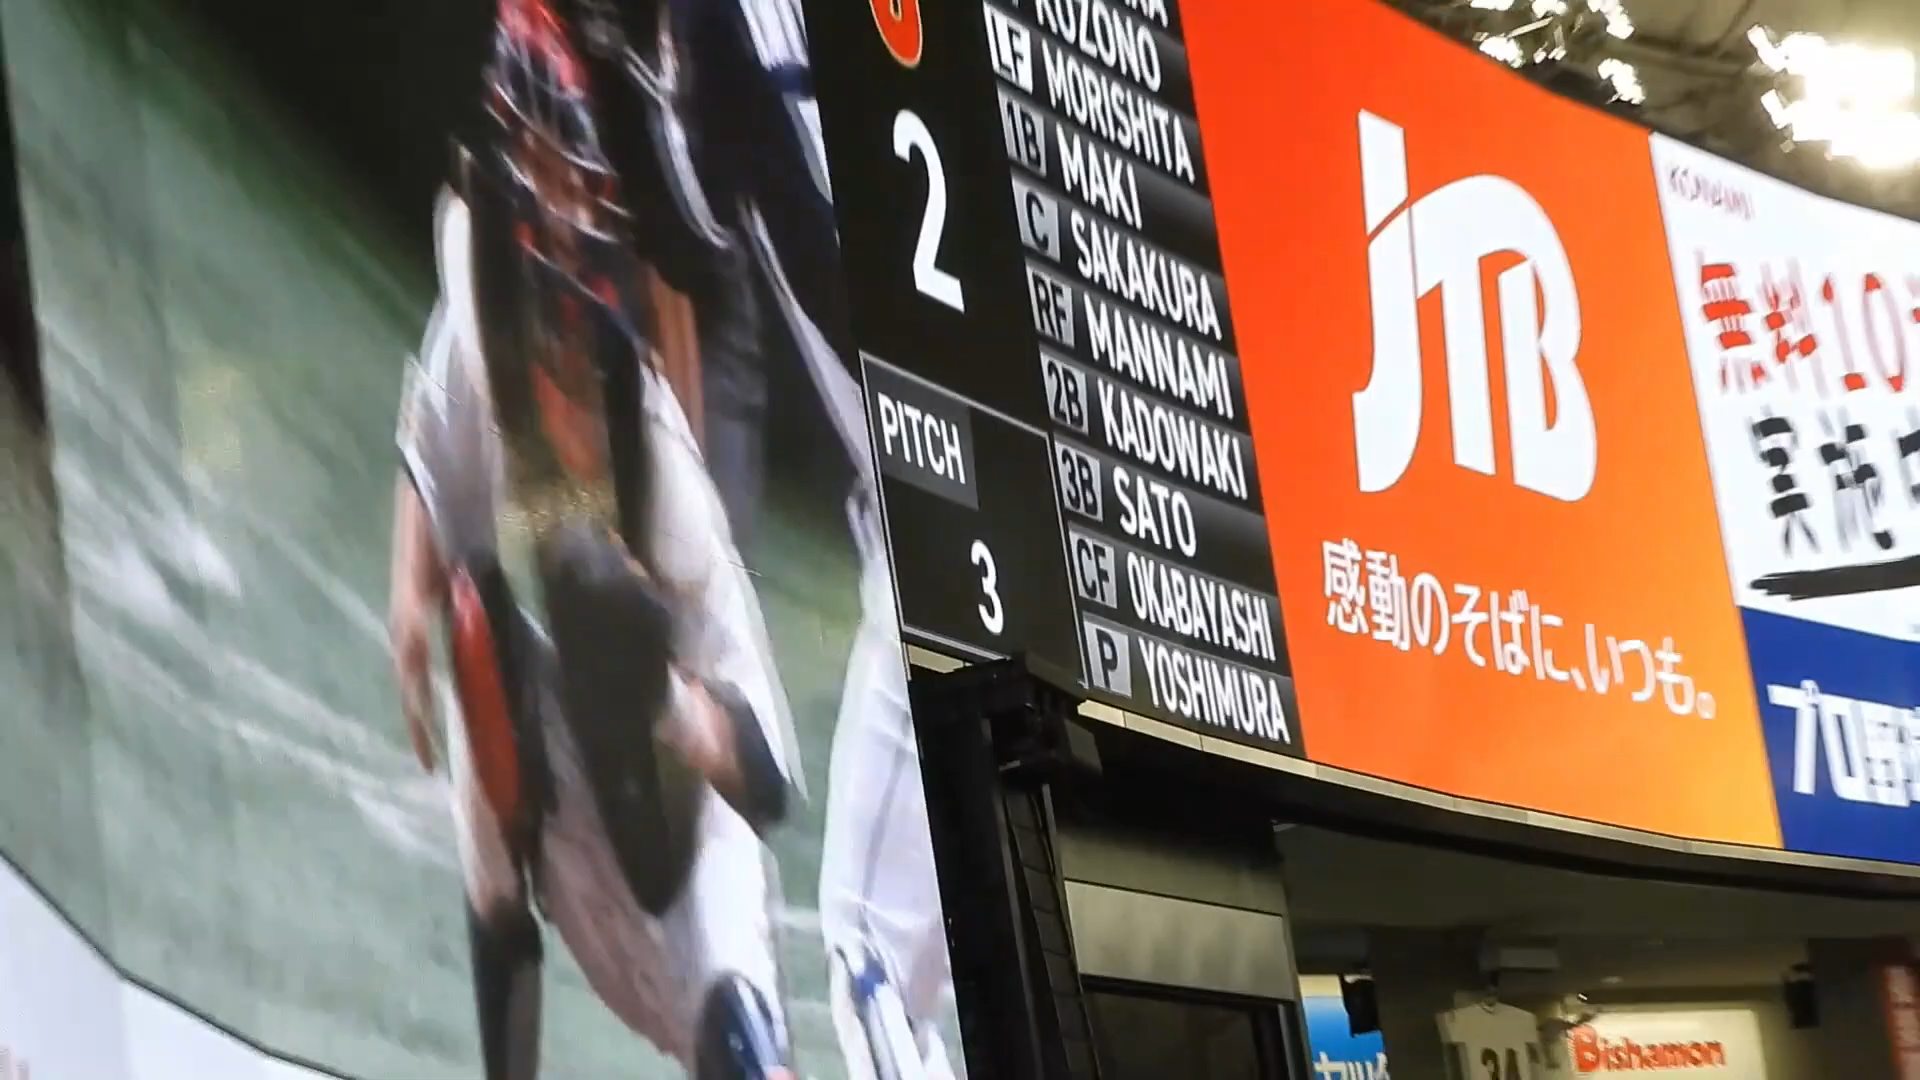 2
KOZONO
LF MORISHITA
1B MAKI
C SAKAKURA
RF MANNAMI
2B KADOWAKI
3B SATO
CF OKABAYASHI
P YOSHIMURA
PITCH
3
JTB
感動のそばに、いつも。
KONAMI
無料10
実施
プロ野
34
Bishamon